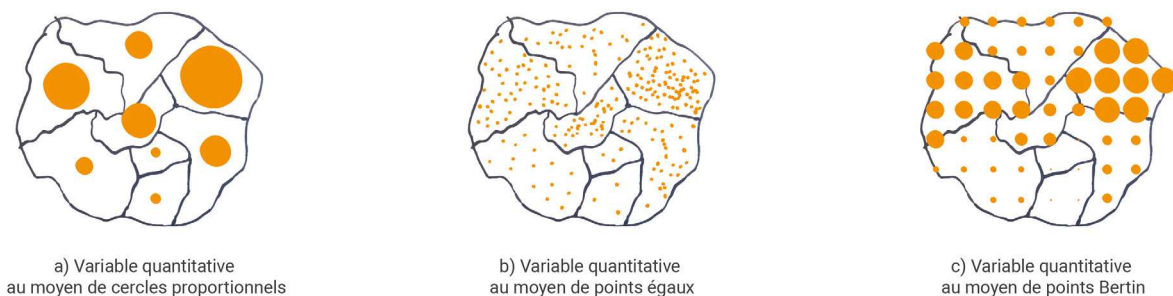 a) Variable quantitative
au moyen de cercles proportionnels
b) Variable quantitative
au moyen de points égaux
c) Variable quantitative
au moyen de points Bertin